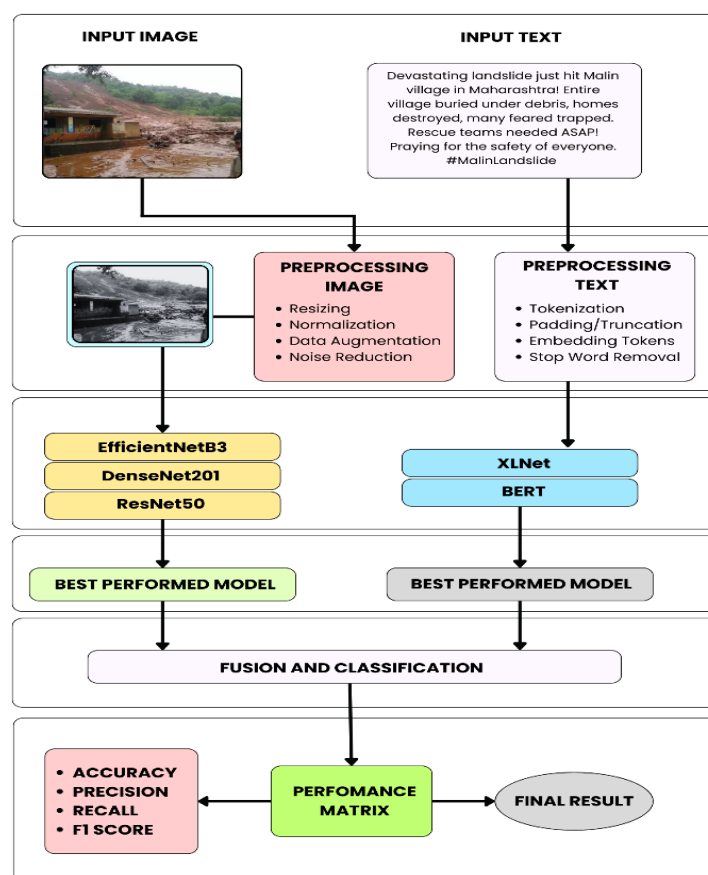 INPUT IMAGE
INPUT TEXT
Devastating landslide just hit Malin
village in Maharashtra! Entire
village buried under debris, homes
destroyed, many feared trapped.
Rescue teams needed ASAP!
Praying for the safety of everyone.
#MalinLandslide
PREPROCESSING
IMAGE
• Resizing
• Normalization
• Data Augmentation
• Noise Reduction
PREPROCESSING
TEXT
• Tokenization
• Padding/Truncation
• Embedding Tokens
• Stop Word Removal
EfficientNetB3
DenseNet201
ResNet50
XLNet
BERT
BEST PERFORMED MODEL
BEST PERFORMED MODEL
FUSION AND CLASSIFICATION
• ACCURACY
• PRECISION
• RECALL
• F1 SCORE
PERFOMANCE
MATRIX
FINAL RESULT